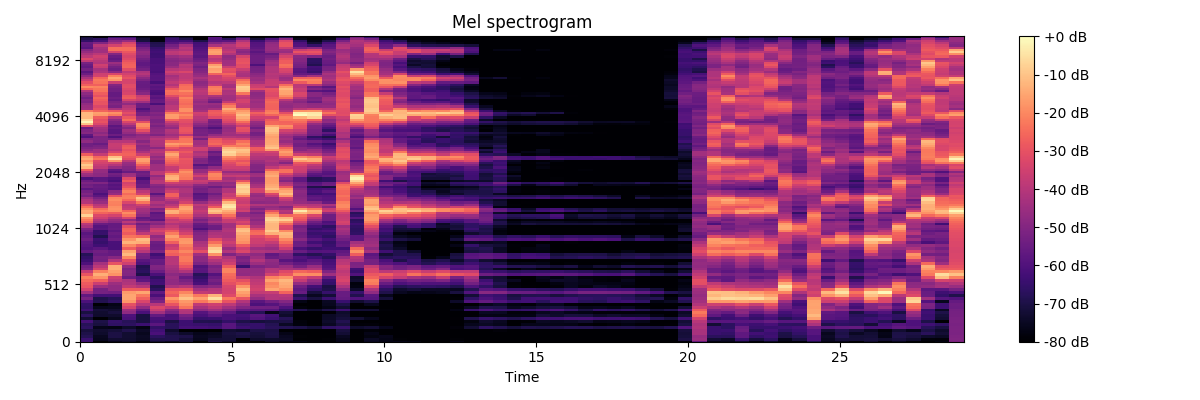 Mel spectrogram
Hz
8192
4096
2048
1024
512
0
0 5 10 15 20 25
Time
+0 dB
-10 dB
-20 dB
-30 dB
-40 dB
-50 dB
-60 dB
-70 dB
-80 dB